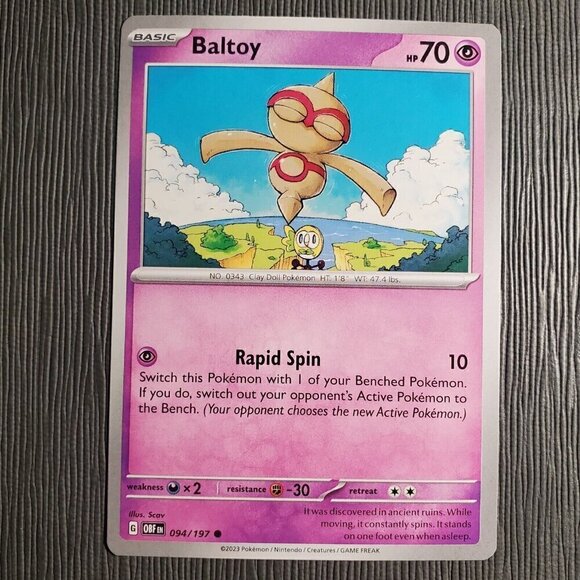 BASIC
Baltoy
HP 70
NO. 0343 Clay Doll Pokémon HT: 1'8" WT: 47.4 lbs.
Rapid Spin 10
Switch this Pokémon with 1 of your Benched Pokémon.
If you do, switch out your opponent's Active Pokémon to
the Bench. (Your opponent chooses the new Active Pokémon.)
weakness ×2 resistance -30 retreat
Illus. Scav
G OBF EN 094/197
It was discovered in ancient ruins. While
moving, it constantly spins. It stands
on one foot even when asleep.
©2023 Pokémon / Nintendo / Creatures / GAME FREAK